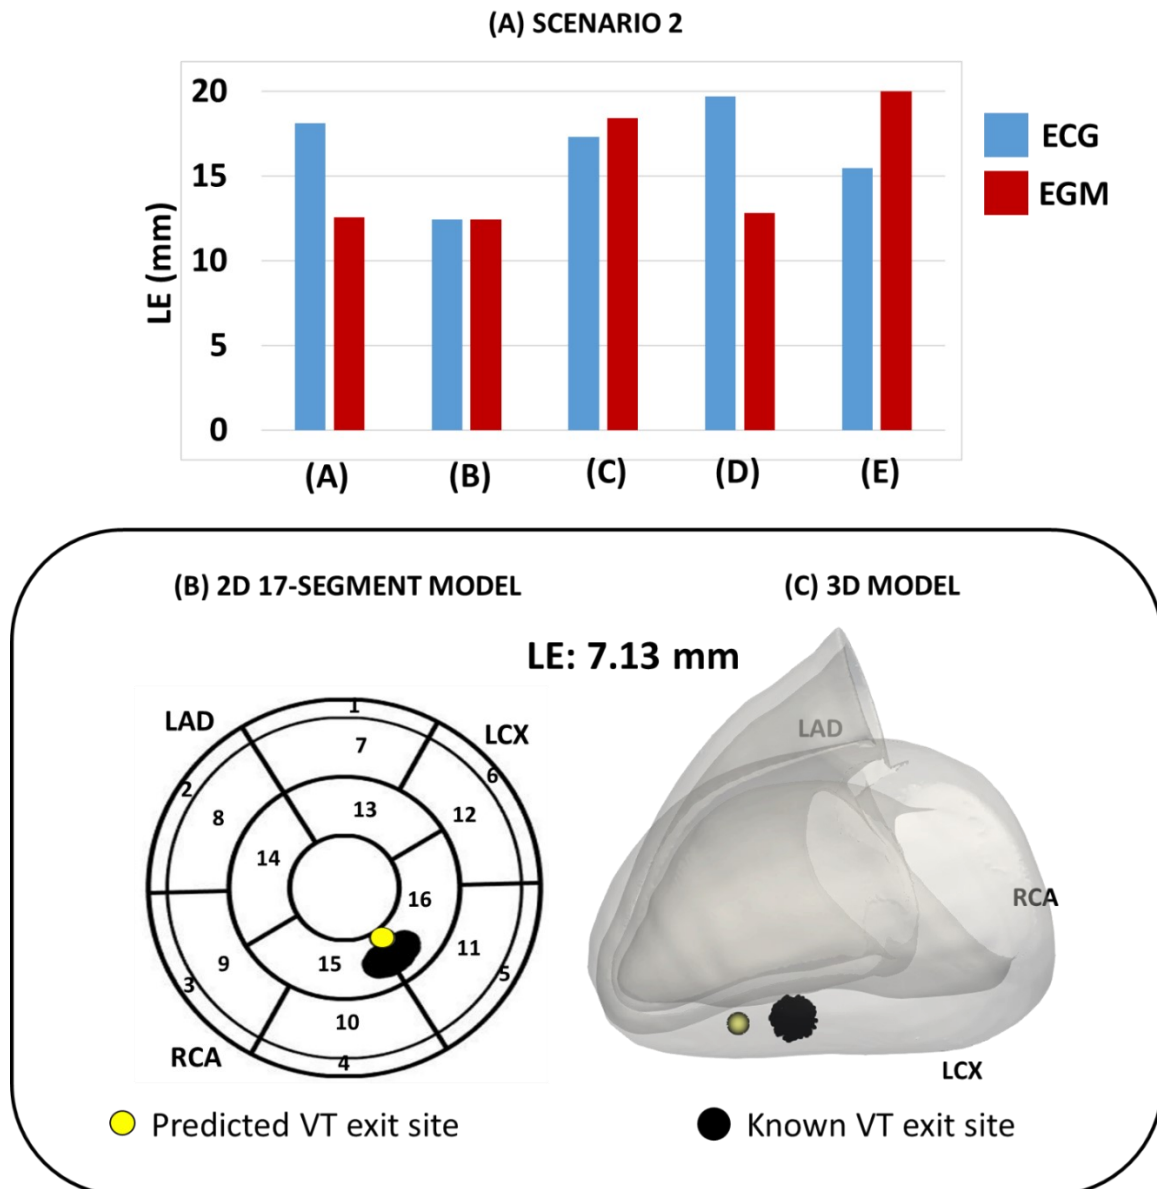 (A) SCENARIO 2
20
15
10
5
0
LE (mm)
(A) (B) (C) (D) (E)
ECG
EGM
(B) 2D 17-SEGMENT MODEL
(C) 3D MODEL
LE: 7.13 mm
LAD
LCX
RCA
1
7
2
6
8
13
12
14
16
9
15
11
3
5
10
4
LAD
RCA
LCX
Predicted VT exit site
Known VT exit site